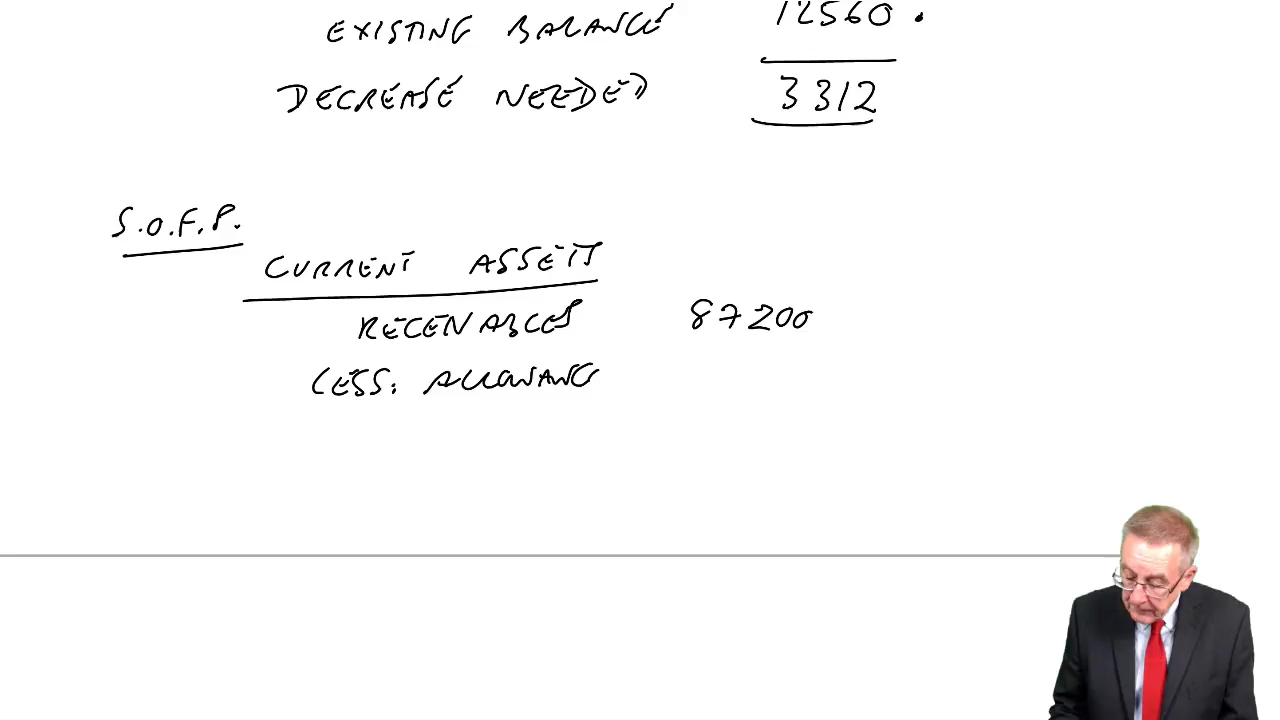 EXISTING BALANCE 12560.
DECREASE NEEDED 3312
S.O.F.P.
CURRENT ASSETS
RECEIVABLES 87200
LESS: ALLOWANCE